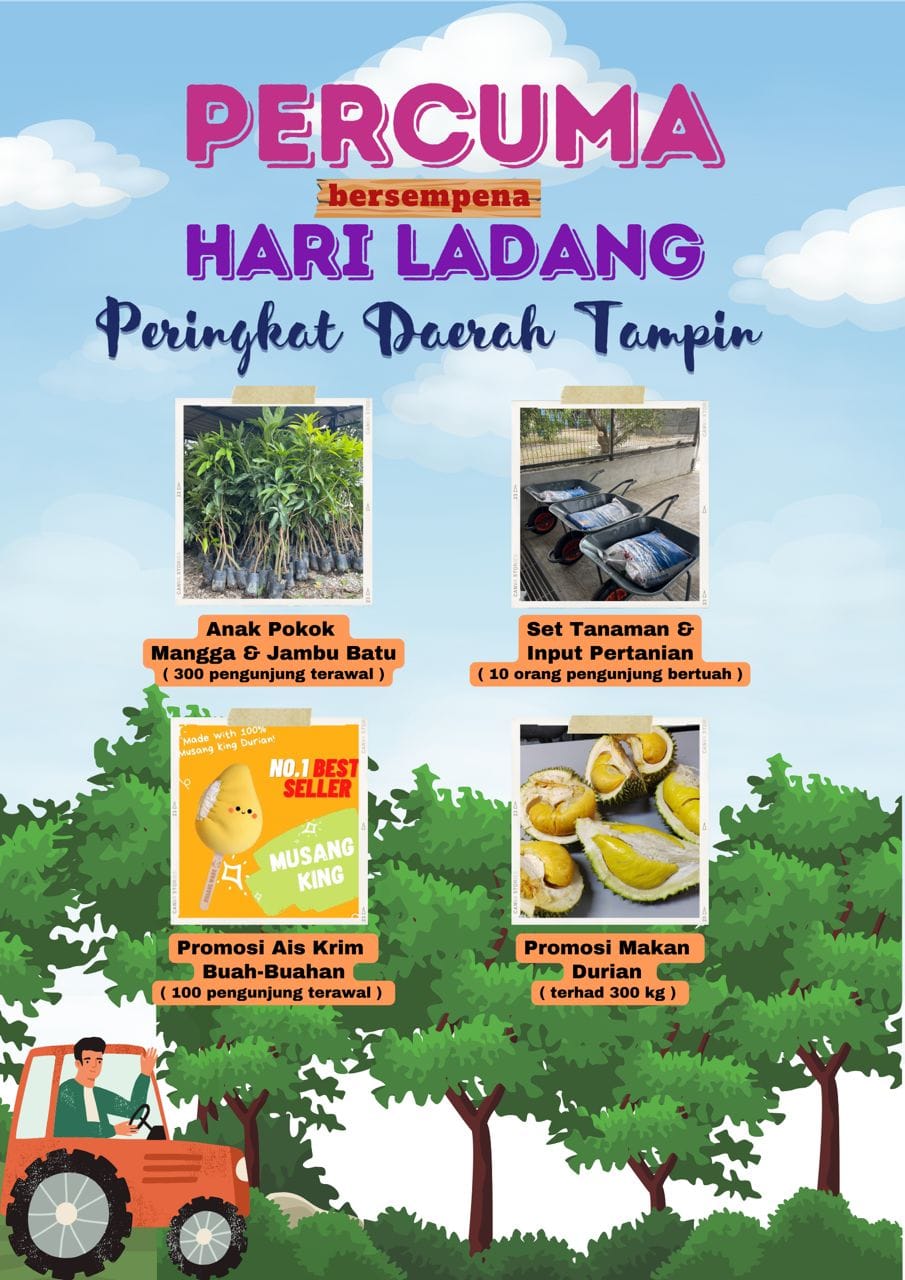 PERCUMA
bersempena
HARI LADANG
Peringkat Daerah Tampin
Anak Pokok
Mangga & Jambu Batu
( 300 pengunjung terawal )
Set Tanaman &
Input Pertanian
( 10 orang pengunjung bertuah )
Made with 100%
Musang King Durian!
NO.1 BEST
SELLER
MUSANG
KING
Promosi Ais Krim
Buah-Buahan
( 100 pengunjung terawal )
Promosi Makan
Durian
( terhad 300 kg )